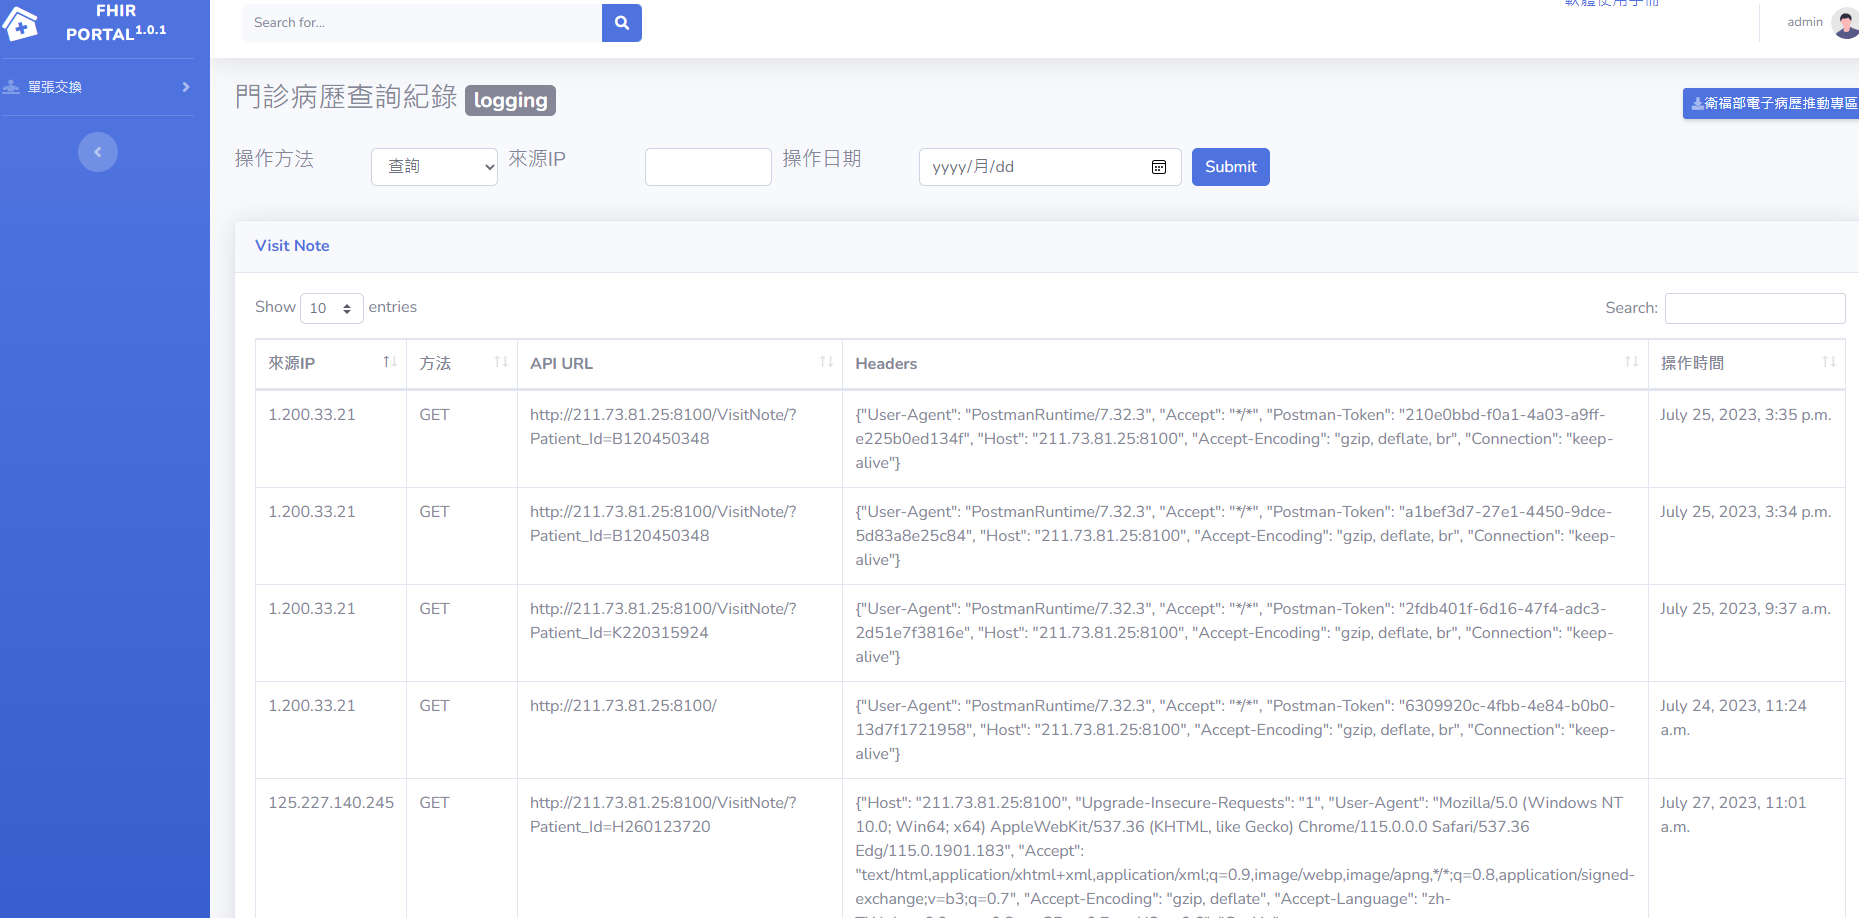 FHIR
PORTAL1.0.1
Search for...
軟體使用手冊
admin
單張交換
門診病歷查詢紀錄 logging
衛福部電子病歷推動專區
操作方法 查詢 來源IP 操作日期 yyyy/月/dd Submit
Visit Note
Show 10 entries
Search:
來源IP 方法 API URL Headers 操作時間
1.200.33.21 GET http://211.73.81.25:8100/VisitNote/? {"User-Agent": "PostmanRuntime/7.32.3", "Accept": "*/*", "Postman-Token": "210e0bbd-f0a1-4a03-a9ff- July 25, 2023, 3:35 p.m.
Patient_Id=B120450348 e225b0ed134f", "Host": "211.73.81.25:8100", "Accept-Encoding": "gzip, deflate, br", "Connection": "keep-
alive"}
1.200.33.21 GET http://211.73.81.25:8100/VisitNote/? {"User-Agent": "PostmanRuntime/7.32.3", "Accept": "*/*", "Postman-Token": "a1bef3d7-27e1-4450-9dce- July 25, 2023, 3:34 p.m.
Patient_Id=B120450348 5d83a8e25c84", "Host": "211.73.81.25:8100", "Accept-Encoding": "gzip, deflate, br", "Connection": "keep-
alive"}
1.200.33.21 GET http://211.73.81.25:8100/VisitNote/? {"User-Agent": "PostmanRuntime/7.32.3", "Accept": "*/*", "Postman-Token": "2fdb401f-6d16-47f4-adc3- July 25, 2023, 9:37 a.m.
Patient_Id=K220315924 2d51e7f3816e", "Host": "211.73.81.25:8100", "Accept-Encoding": "gzip, deflate, br", "Connection": "keep-
alive"}
1.200.33.21 GET http://211.73.81.25:8100/ {"User-Agent": "PostmanRuntime/7.32.3", "Accept": "*/*", "Postman-Token": "6309920c-4fbb-4e84-b0b0- July 24, 2023, 11:24
13d7f1721958", "Host": "211.73.81.25:8100", "Accept-Encoding": "gzip, deflate, br", "Connection": "keep- a.m.
alive"}
125.227.140.245 GET http://211.73.81.25:8100/VisitNote/? {"Host": "211.73.81.25:8100", "Upgrade-Insecure-Requests": "1", "User-Agent": "Mozilla/5.0 (Windows NT July 27, 2023, 11:01
Patient_Id=H260123720 10.0; Win64; x64) AppleWebKit/537.36 (KHTML, like Gecko) Chrome/115.0.0.0 Safari/537.36 a.m.
Edg/115.0.1901.183", "Accept":
"text/html,application/xhtml+xml,application/xml;q=0.9,image/webp,image/apng,*/*;q=0.8,application/signed-
exchange;v=b3;q=0.7", "Accept-Encoding": "gzip, deflate", "Accept-Language": "zh-